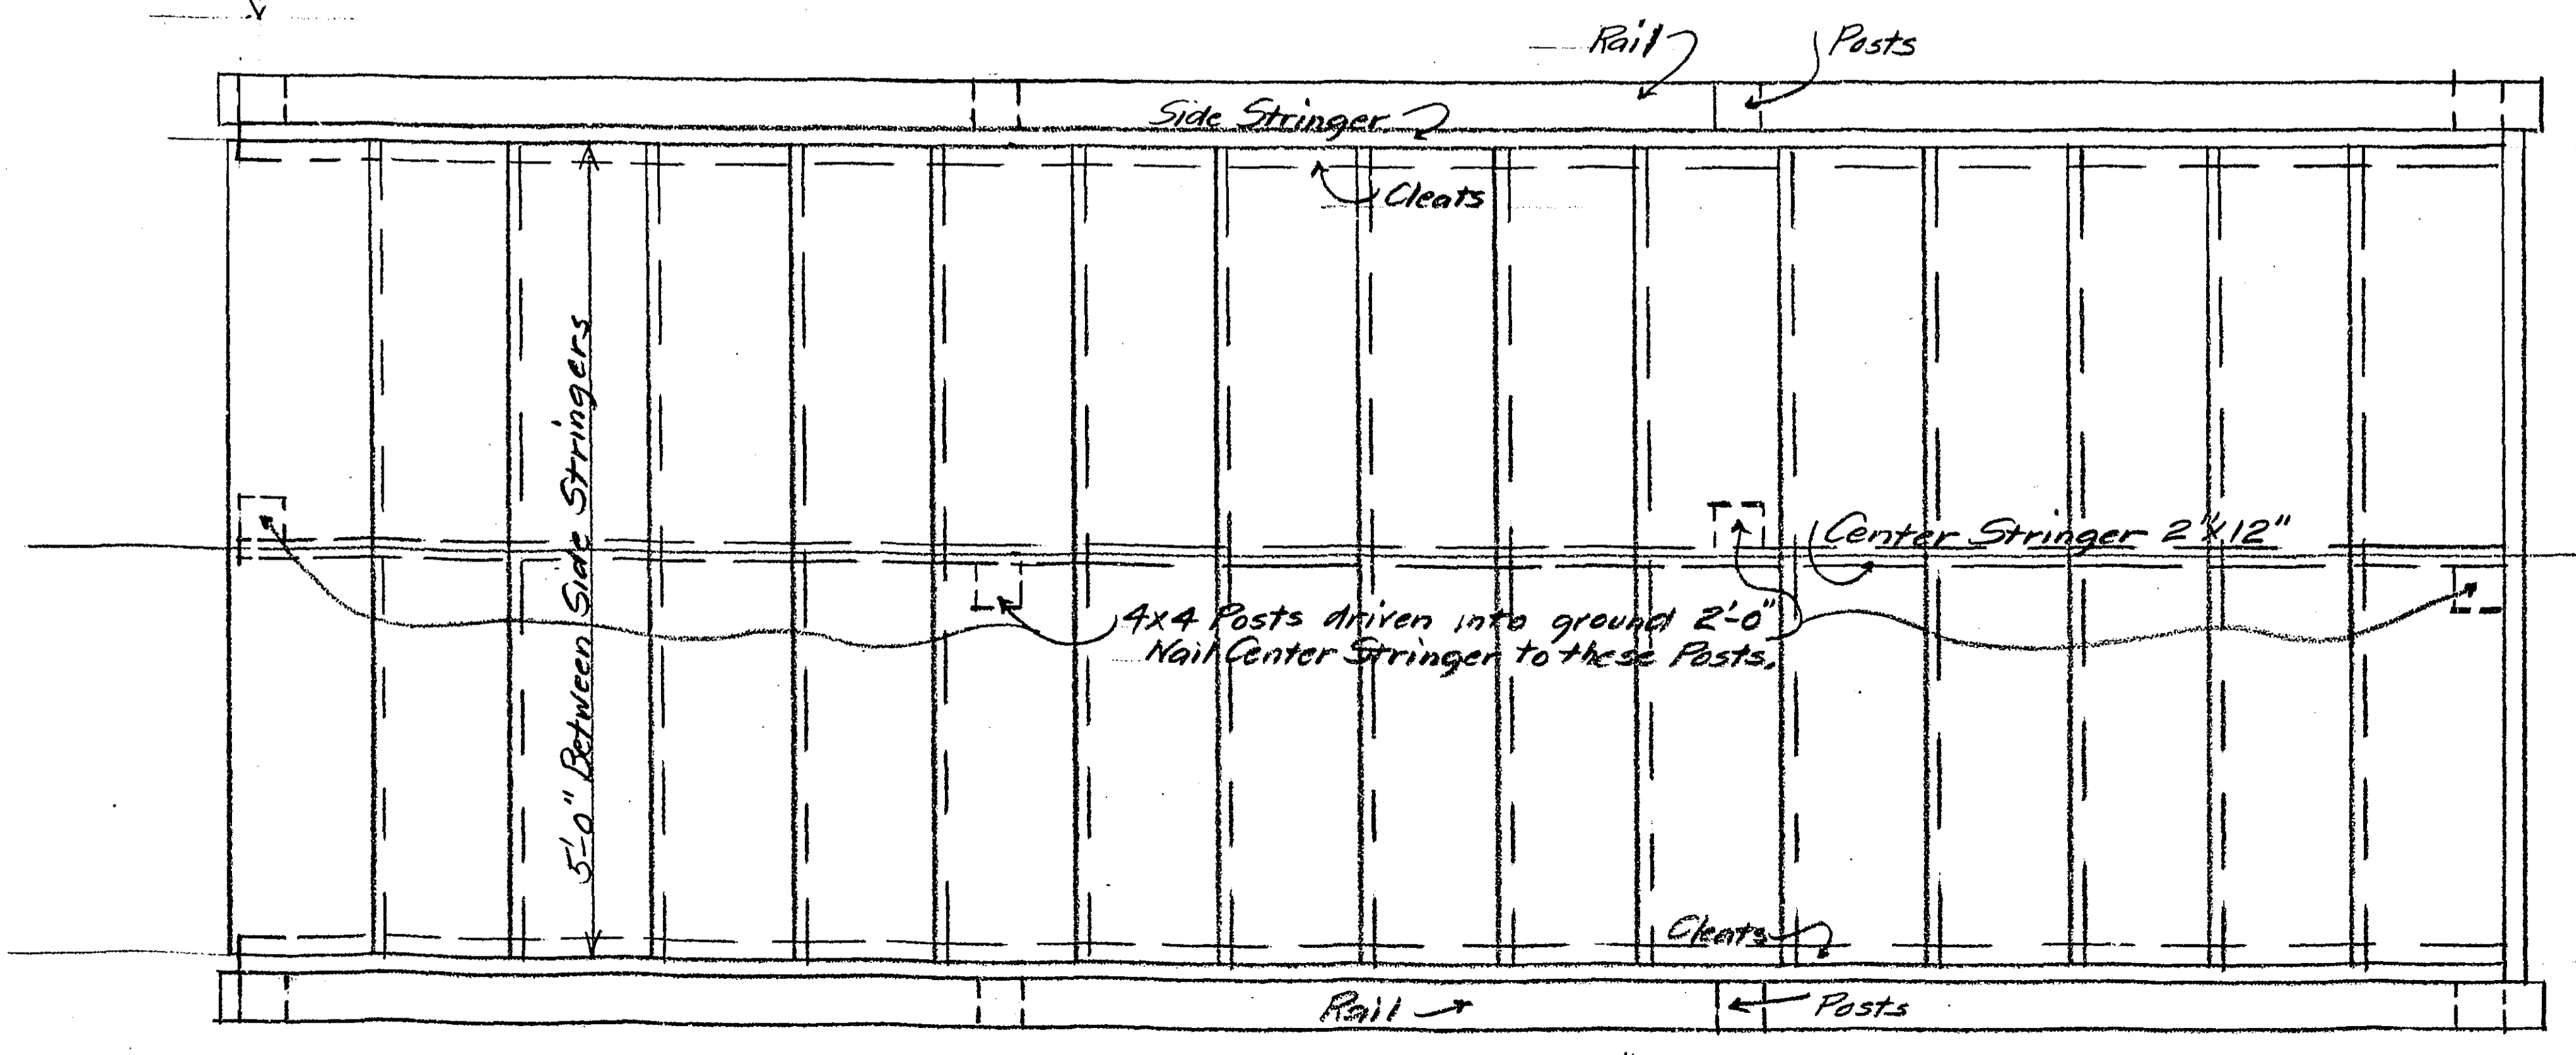 Rail
Posts
Side Stringer
Cleats
5'-0" Between Side Stringers
Center Stringer 2"x12"
4x4 Posts driven into ground 2'-0"
Nail Center Stringer to these Posts.
Cleats
Rail
Posts